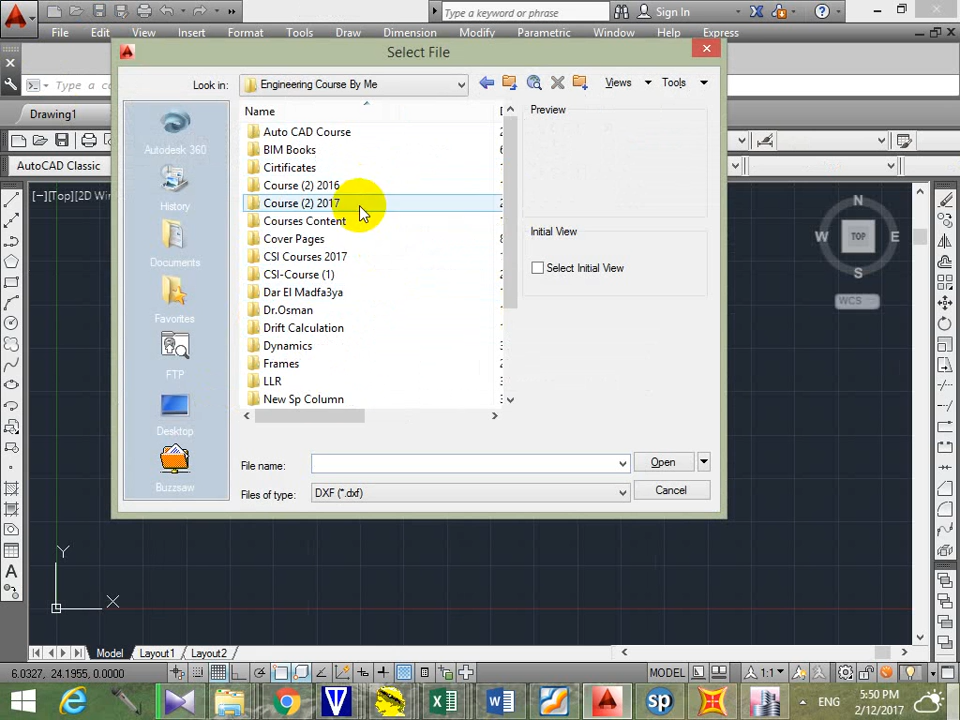 Type a keyword or phrase
Sign In
File Edit View Insert Format Tools Draw Dimension Modify Parametric Window Help Express
Type a c
Select File
Look in: Engineering Course By Me
Views Tools
Drawing1
AutoCAD Classic
[−][Top][2D Wir
Name
Auto CAD Course
BIM Books
Cirtificates
Course (2) 2016
Course (2) 2017
Courses Content
Cover Pages
CSI Courses 2017
CSI-Course (1)
Dar El Madfa3ya
Dr.Osman
Drift Calculation
Dynamics
Frames
LLR
New Sp Column
Autodesk 360
History
Documents
Favorites
FTP
Desktop
Buzzsaw
Preview
Initial View
Select Initial View
File name:
Open
Files of type: DXF (*.dxf)
Cancel
N
W TOP E
S
WCS
Y
X
Model Layout1 Layout2
6.0327, 24.1955, 0.0000
MODEL
1:1
sp
ENG
5:50 PM
2/12/2017